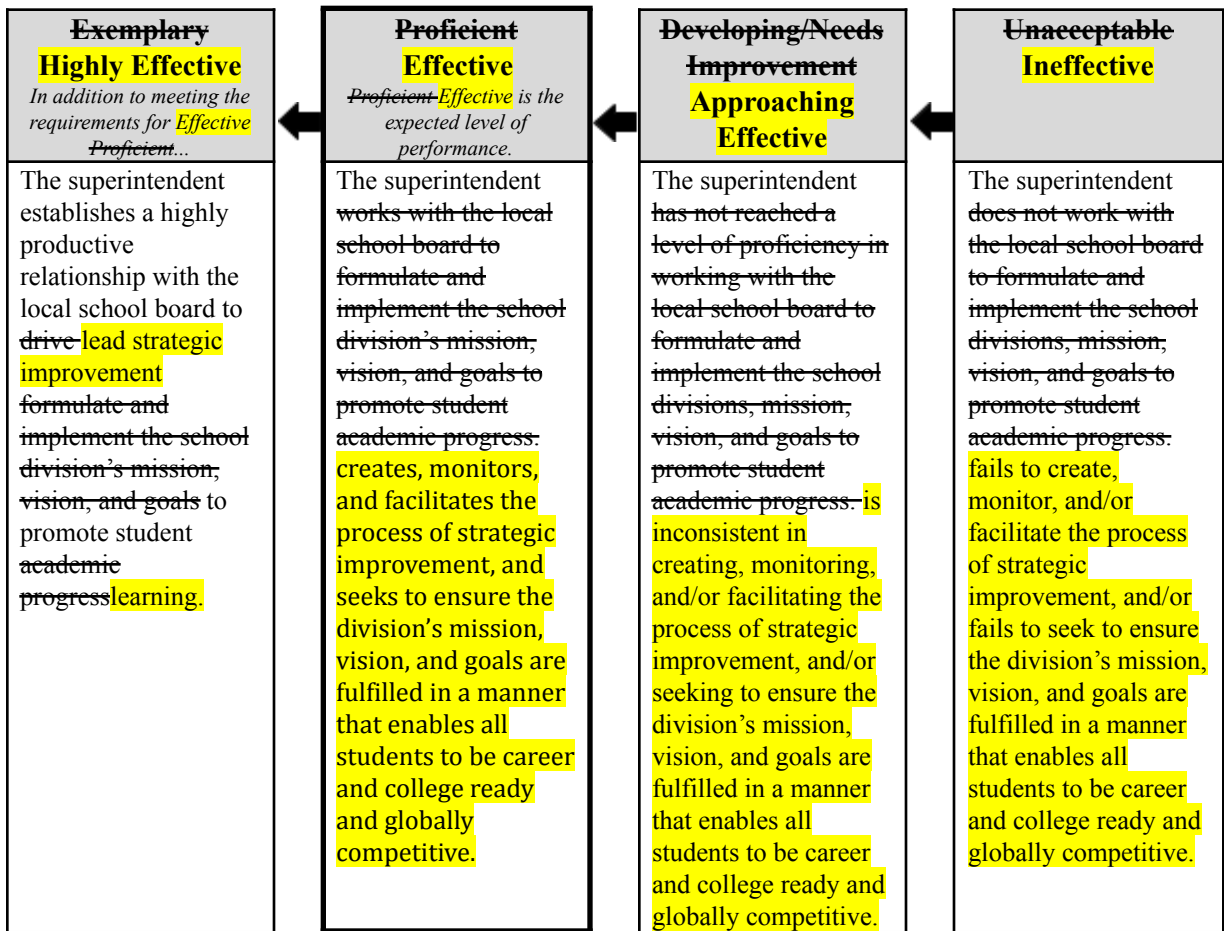 Exemplary
Highly Effective
In addition to meeting the
requirements for Effective
Proficient...
The superintendent
establishes a highly
productive
relationship with the
local school board to
drive lead strategic
improvement
formulate and
implement the school
division’s mission,
vision, and goals to
promote student
academic
progresslearning.
Proficient
Effective
Proficient Effective is the
expected level of
performance.
The superintendent
works with the local
school board to
formulate and
implement the school
division’s mission,
vision, and goals to
promote student
academic progress.
creates, monitors,
and facilitates the
process of strategic
improvement, and
seeks to ensure the
division’s mission,
vision, and goals are
fulfilled in a manner
that enables all
students to be career
and college ready
and globally
competitive.
Developing/Needs
Improvement
Approaching
Effective
The superintendent
has not reached a
level of proficiency in
working with the
local school board to
formulate and
implement the school
divisions, mission,
vision, and goals to
promote student
academic progress. is
inconsistent in
creating, monitoring,
and/or facilitating the
process of strategic
improvement, and/or
seeking to ensure the
division’s mission,
vision, and goals are
fulfilled in a manner
that enables all
students to be career
and college ready and
globally competitive.
Unacceptable
Ineffective
The superintendent
does not work with
the local school board
to formulate and
implement the school
divisions, mission,
vision, and goals to
promote student
academic progress.
fails to create,
monitor, and/or
facilitate the process
of strategic
improvement, and/or
fails to seek to ensure
the division’s mission,
vision, and goals are
fulfilled in a manner
that enables all
students to be career
and college ready and
globally competitive.